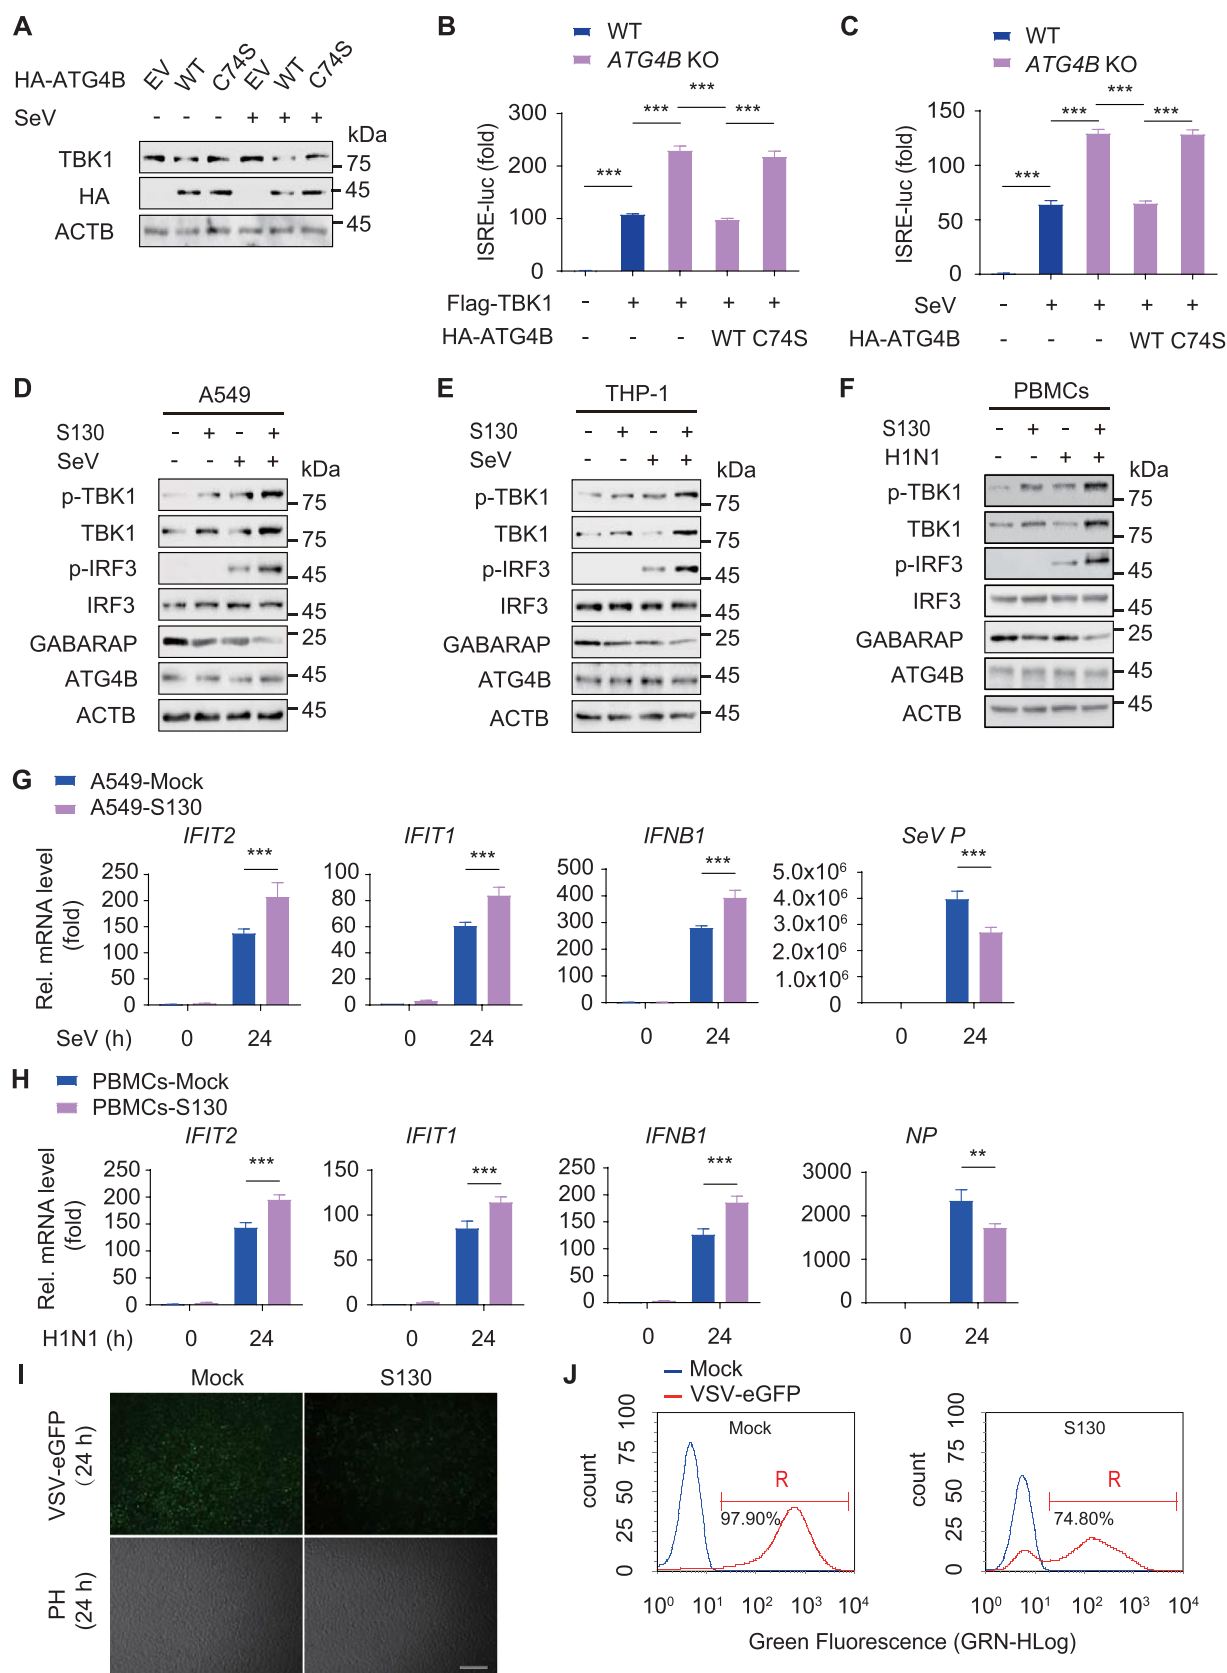 A
HA-ATG4B EV WT C74S EV WT C74S
SeV - - - + + +
kDa
TBK1 75
HA 45
ACTB 45
B
WT
ATG4B KO
ISRE-luc (fold)
300
200
100
0
*** *** *** ***
Flag-TBK1 - + + + +
HA-ATG4B - - - WT C74S
C
WT
ATG4B KO
ISRE-luc (fold)
150
100
50
0
*** *** *** ***
SeV - + + + +
HA-ATG4B - - - WT C74S
D
A549
S130 - + - +
SeV - - + +
kDa
p-TBK1 75
TBK1 75
p-IRF3 45
IRF3 45
GABARAP 25
ATG4B 45
ACTB 45
E
THP-1
S130 - + - +
SeV - - + +
kDa
p-TBK1 75
TBK1 75
p-IRF3 45
IRF3 45
GABARAP 25
ATG4B 45
ACTB 45
F
PBMCs
S130 - + - +
H1N1 - - + +
kDa
p-TBK1 75
TBK1 75
p-IRF3 45
IRF3 45
GABARAP 25
ATG4B 45
ACTB 45
G
A549-Mock
A549-S130
Rel. mRNA level
(fold)
IFIT2
250
200
150
100
50
0
***
IFIT1
100
80
60
40
20
0
***
IFNB1
500
400
300
200
100
0
***
SeV P
5.0x10⁶
4.0x10⁶
3.0x10⁶
2.0x10⁶
1.0x10⁶
0
***
SeV (h) 0 24 0 24 0 24 0 24
H
PBMCs-Mock
PBMCs-S130
Rel. mRNA level
(fold)
IFIT2
250
200
150
100
50
0
***
IFIT1
150
100
50
0
***
IFNB1
250
200
150
100
50
0
***
NP
3000
2000
1000
0
**
H1N1 (h) 0 24 0 24 0 24 0 24
I
Mock S130
VSV-eGFP
(24 h)
PH
(24 h)
J
Mock
VSV-eGFP
count
100
75
50
25
0
Mock
R
97.90%
10⁰ 10¹ 10² 10³ 10⁴
count
100
75
50
25
0
S130
R
74.80%
10⁰ 10¹ 10² 10³ 10⁴
Green Fluorescence (GRN-HLog)